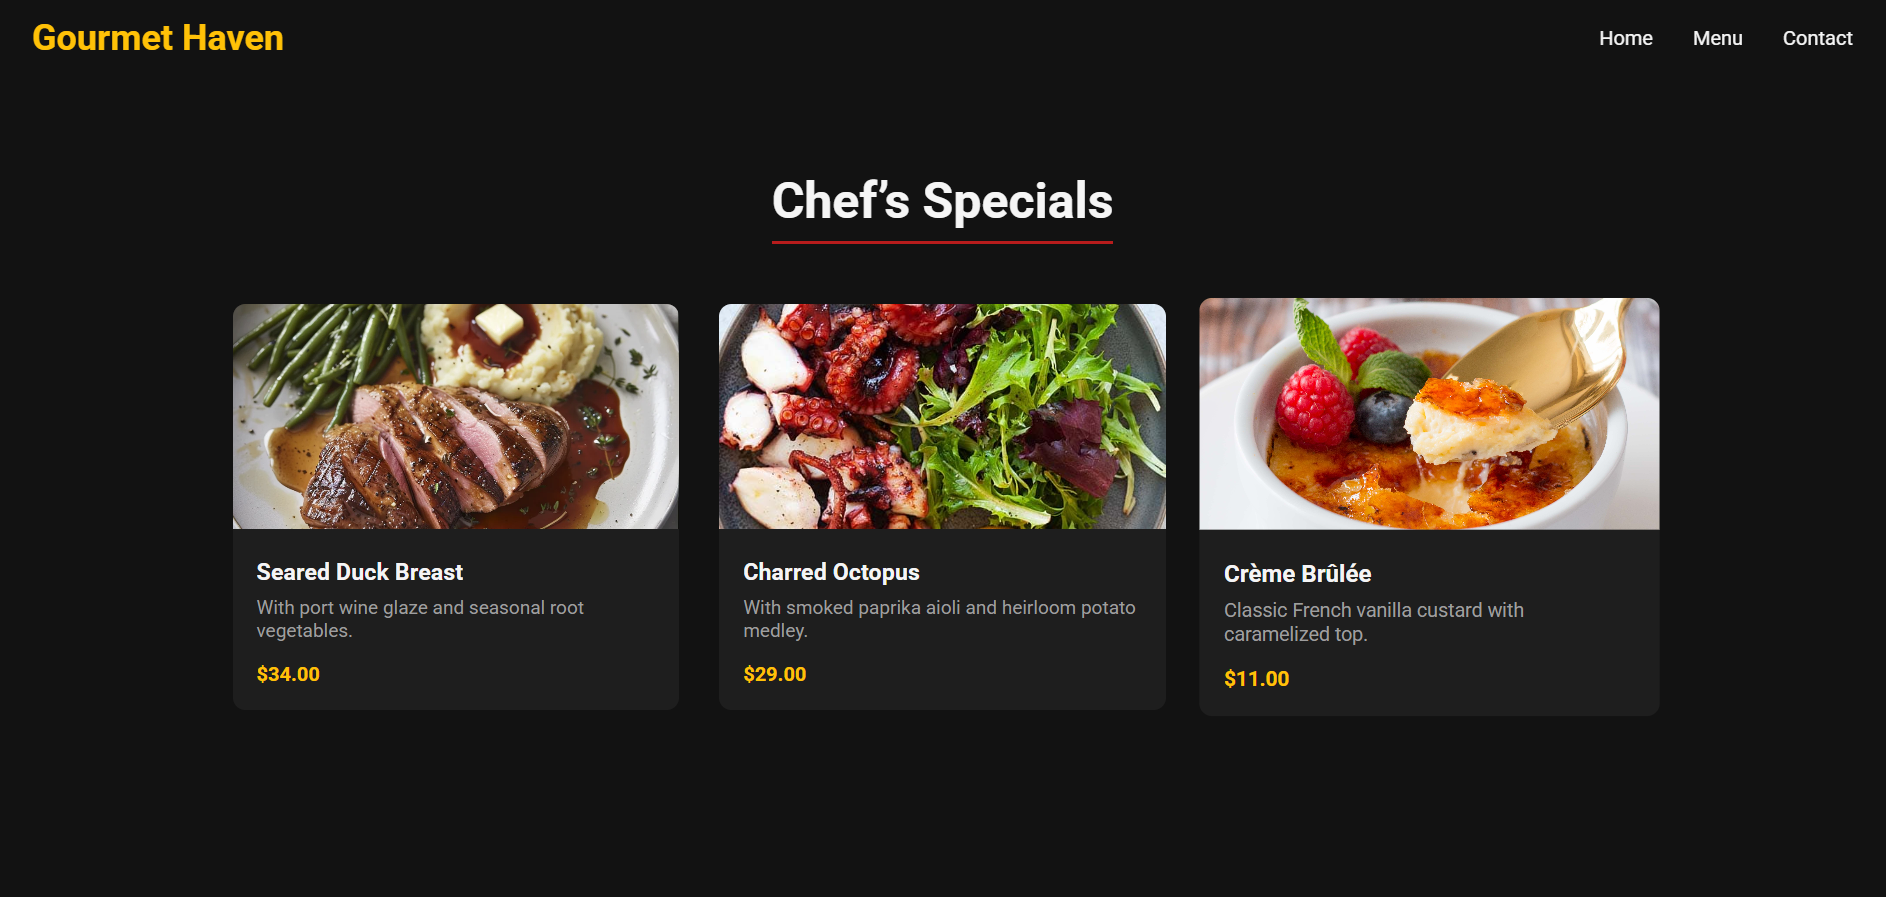 Gourmet Haven
Home Menu Contact
Chef’s Specials
Seared Duck Breast
With port wine glaze and seasonal root
vegetables.
$34.00
Charred Octopus
With smoked paprika aioli and heirloom potato
medley.
$29.00
Crème Brûlée
Classic French vanilla custard with
caramelized top.
$11.00